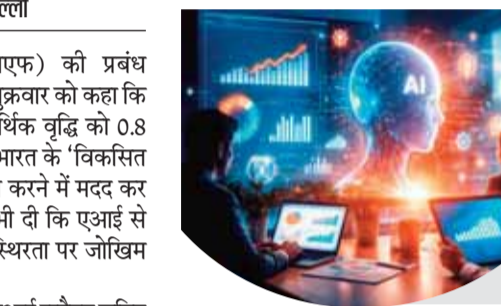 एफ) की प्रबंध
क्रवार को कहा कि
र्थिक वृद्धि को 0.8
भारत के ‘विकसित
करने में मदद कर
भी दी कि एआई से
स्थिरता पर जोखिम
AI